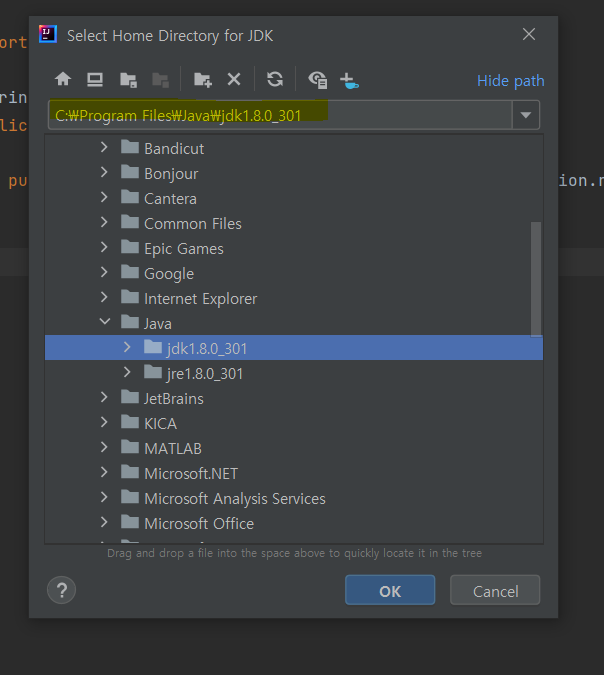 Select Home Directory for JDK
Hide path
C:₩Program Files₩Java₩jdk1.8.0_301
ort
rin
lic
pu
ion.r
Bandicut
Bonjour
Cantera
Common Files
Epic Games
Google
Internet Explorer
Java
jdk1.8.0_301
jre1.8.0_301
JetBrains
KICA
MATLAB
Microsoft.NET
Microsoft Analysis Services
Microsoft Office
Drag and drop a file into the space above to quickly locate it in the tree
?
OK
Cancel